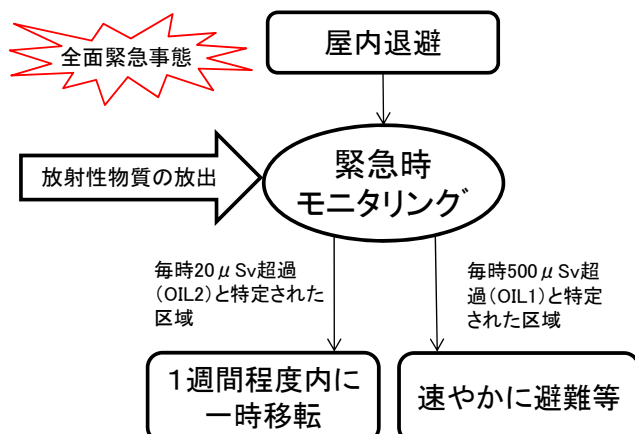 全面緊急事態
屋内退避
放射性物質の放出
緊急時
モニタリング
毎時20μSv超過
(OIL2)と特定された
区域
毎時500μSv超
過(OIL1)と特定
された区域
1週間程度内に
一時移転
速やかに避難等